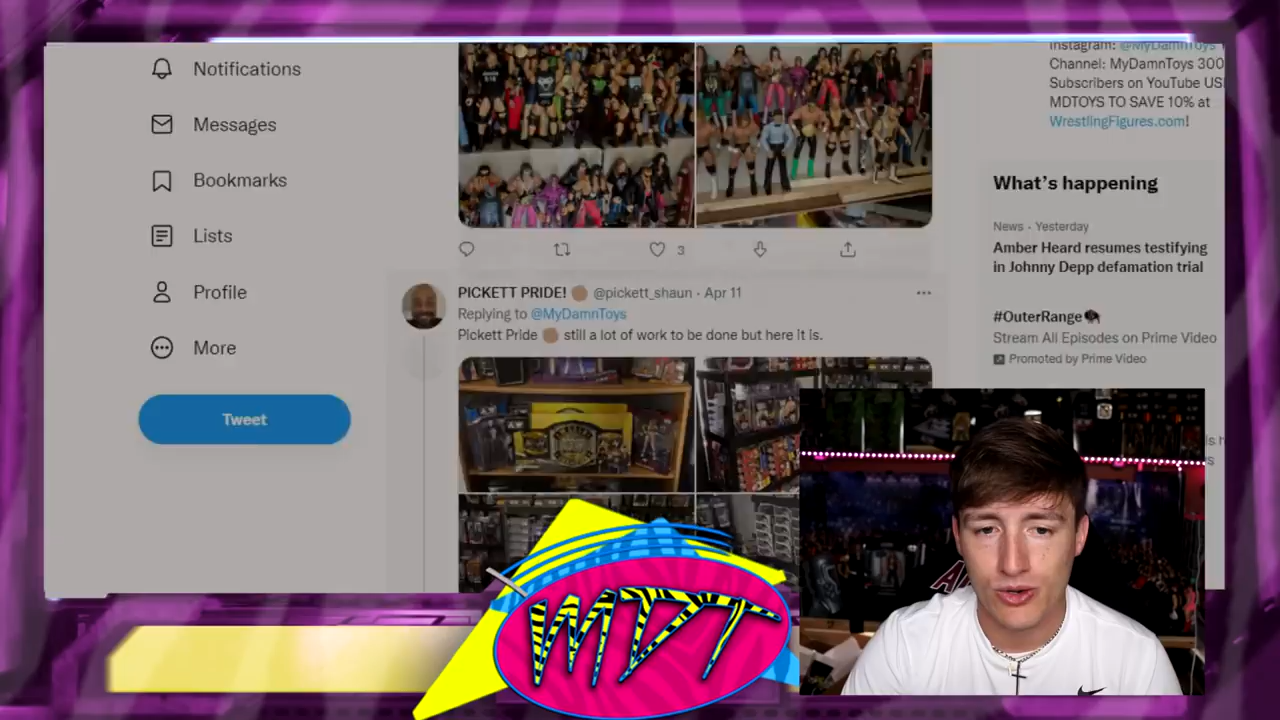 Notifications
Messages
Bookmarks
Lists
Profile
More
Tweet
3
PICKETT PRIDE! @pickett_shaun · Apr 11
Replying to @MyDamnToys
Pickett Pride still a lot of work to be done but here it is.
Instagram: @MyDamnToys
Channel: MyDamnToys 300
Subscribers on YouTube US
MDTOYS TO SAVE 10% at
WrestlingFigures.com!
What's happening
News · Yesterday
Amber Heard resumes testifying
in Johnny Depp defamation trial
#OuterRange
Stream All Episodes on Prime Video
Promoted by Prime Video
MDT